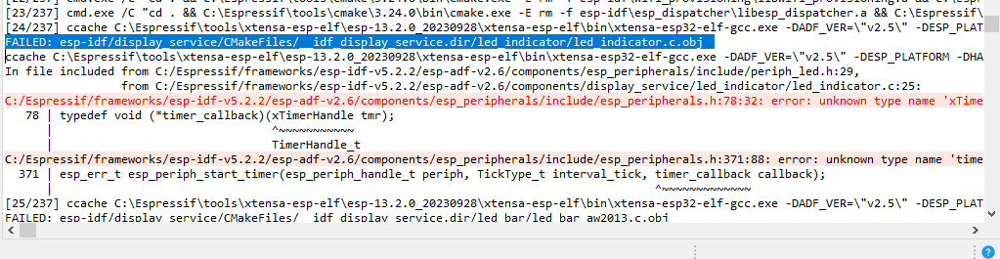 [22/237] cmd.exe /C "cd . && C:\Espressif\tools\cmake\3.24.0\bin\cmake.exe -E rm -f esp-idf\wifi_provisioning\libwifi_provisioning.a && C:\Espressif\
[23/237] cmd.exe /C "cd . && C:\Espressif\tools\cmake\3.24.0\bin\cmake.exe -E rm -f esp-idf\esp_dispatcher\libesp_dispatcher.a && C:\Espressif\
[24/237] ccache C:\Espressif\tools\xtensa-esp-elf\esp-13.2.0_20230928\xtensa-esp-elf\bin\xtensa-esp32-elf-gcc.exe -DADF_VER=\"v2.5\" -DESP_PLAT
FAILED: esp-idf/display_service/CMakeFiles/__idf_display_service.dir/led_indicator/led_indicator.c.obj
ccache C:\Espressif\tools\xtensa-esp-elf\esp-13.2.0_20230928\xtensa-esp-elf\bin\xtensa-esp32-elf-gcc.exe -DADF_VER=\"v2.5\" -DESP_PLATFORM -DHA
In file included from C:/Espressif/frameworks/esp-idf-v5.2.2/esp-adf-v2.6/components/esp_peripherals/include/periph_led.h:29,
from C:/Espressif/frameworks/esp-idf-v5.2.2/esp-adf-v2.6/components/display_service/led_indicator/led_indicator.c:25:
C:/Espressif/frameworks/esp-idf-v5.2.2/esp-adf-v2.6/components/esp_peripherals/include/esp_peripherals.h:78:32: error: unknown type name 'xTime
78 | typedef void (*timer_callback)(xTimerHandle tmr);
| ^~~~~~~~~~~~
| TimerHandle_t
C:/Espressif/frameworks/esp-idf-v5.2.2/esp-adf-v2.6/components/esp_peripherals/include/esp_peripherals.h:371:88: error: unknown type name 'time
371 | esp_err_t esp_periph_start_timer(esp_periph_handle_t periph, TickType_t interval_tick, timer_callback callback);
| ^~~~~~~~~~~~~~
[25/237] ccache C:\Espressif\tools\xtensa-esp-elf\esp-13.2.0_20230928\xtensa-esp-elf\bin\xtensa-esp32-elf-gcc.exe -DADF_VER=\"v2.5\" -DESP_PLAT
FAILED: esp-idf/display_service/CMakeFiles/__idf_display_service.dir/led_bar/led_bar_aw2013.c.obj